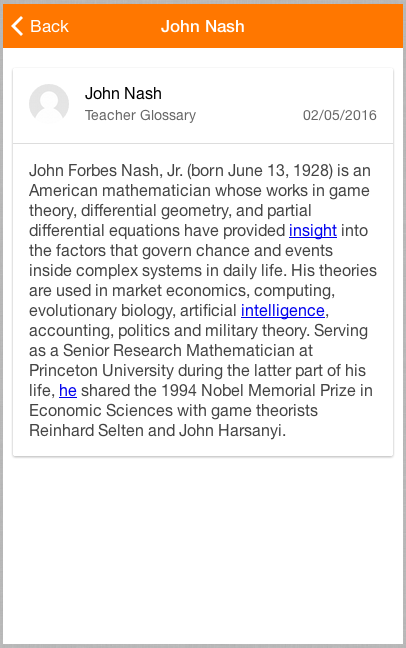 Back
John Nash
John Nash
Teacher Glossary
02/05/2016
John Forbes Nash, Jr. (born June 13, 1928) is an
American mathematician whose works in game
theory, differential geometry, and partial
differential equations have provided insight into
the factors that govern chance and events
inside complex systems in daily life. His theories
are used in market economics, computing,
evolutionary biology, artificial intelligence,
accounting, politics and military theory. Serving
as a Senior Research Mathematician at
Princeton University during the latter part of his
life, he shared the 1994 Nobel Memorial Prize in
Economic Sciences with game theorists
Reinhard Selten and John Harsanyi.